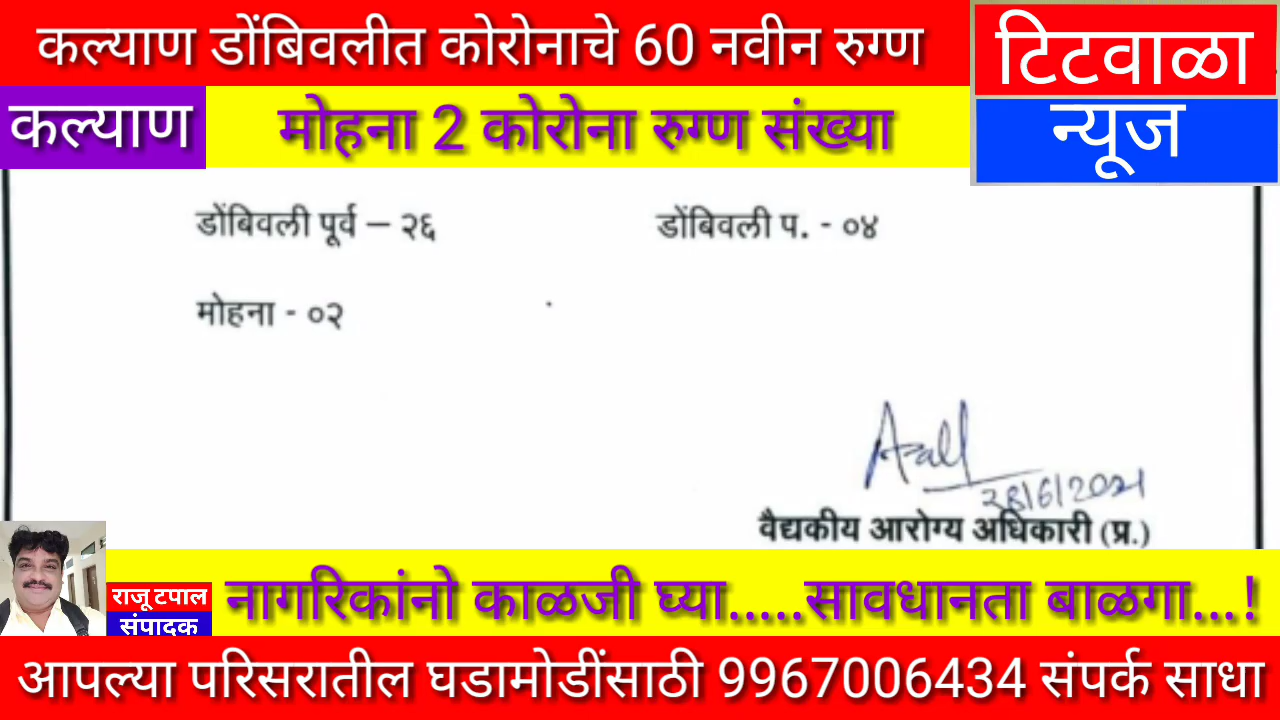 कल्याण डोंबिवलीत कोरोनाचे 60 नवीन रुग्ण
टिटवाळा
न्यूज
कल्याण
मोहना 2 कोरोना रुग्ण संख्या
डोंबिवली पूर्व – २६
डोंबिवली प. - ०४
मोहना - ०२
28/6/2021
वैद्यकीय आरोग्य अधिकारी (प्र.)
राजू टपाल
संपादक
नागरिकांनो काळजी घ्या.....सावधानता बाळगा...!
आपल्या परिसरातील घडामोडींसाठी 9967006434 संपर्क साधा